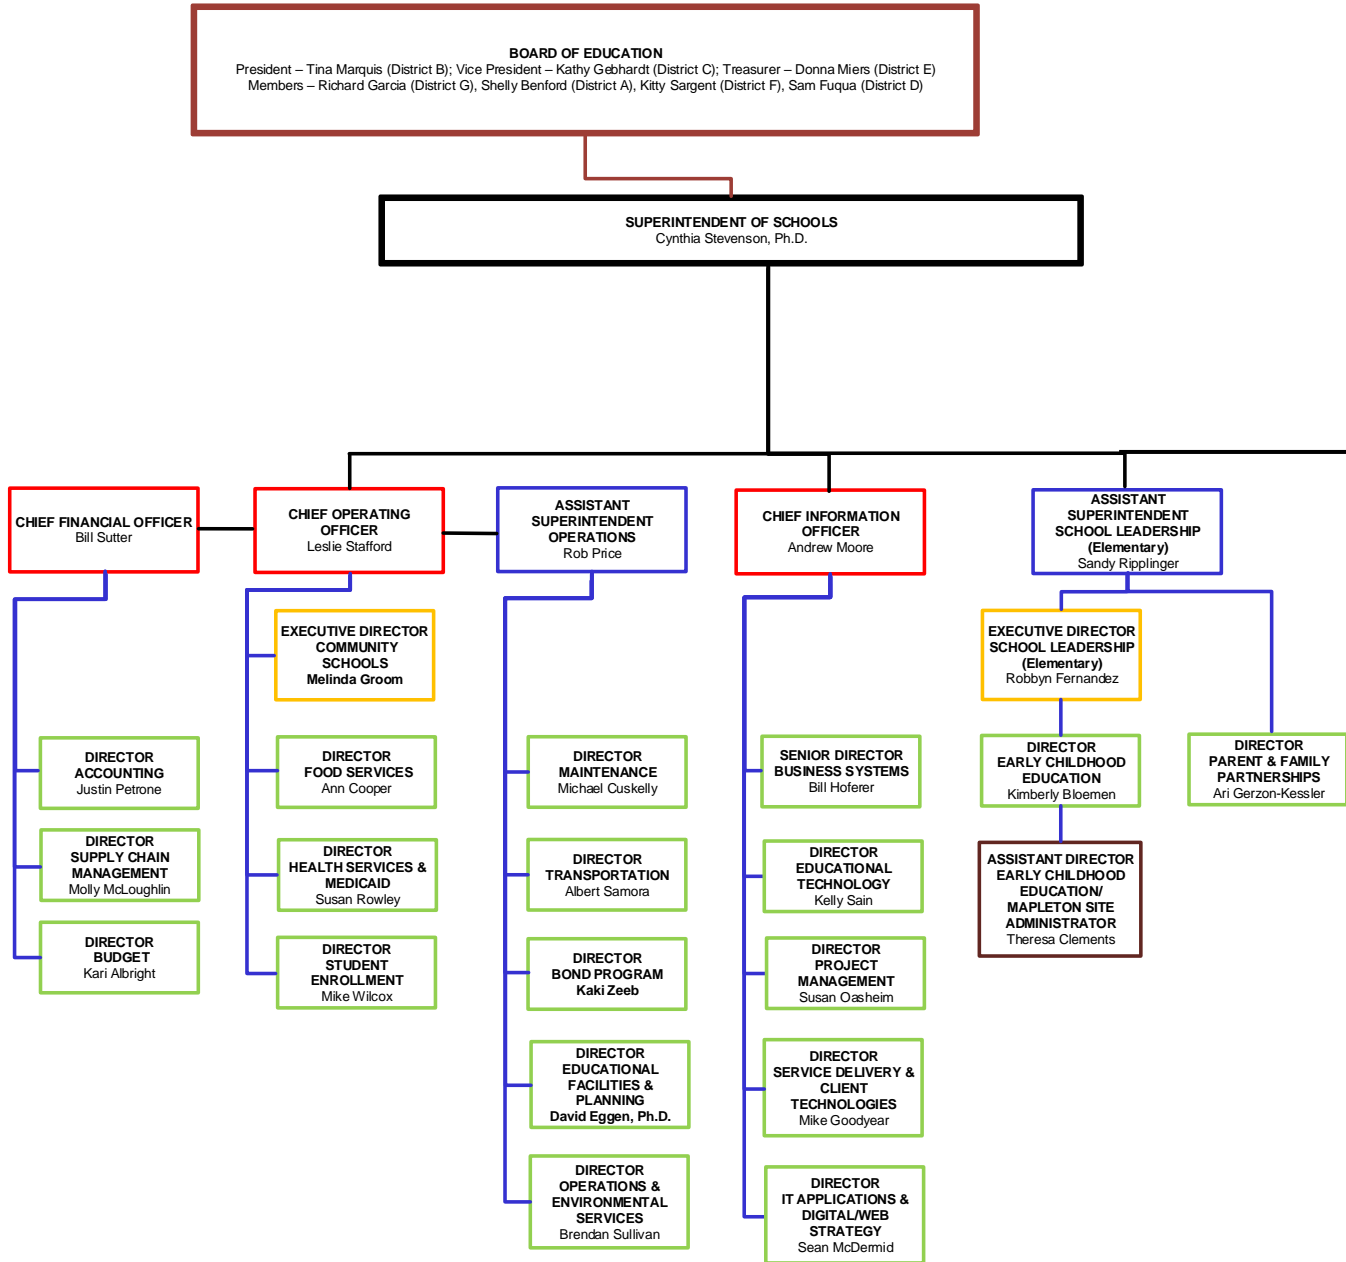 BOARD OF EDUCATION
President – Tina Marquis (District B); Vice President – Kathy Gebhardt (District C); Treasurer – Donna Miers (District E)
Members – Richard Garcia (District G), Shelly Benford (District A), Kitty Sargent (District F), Sam Fuqua (District D)
SUPERINTENDENT OF SCHOOLS
Cynthia Stevenson, Ph.D.
CHIEF FINANCIAL OFFICER
Bill Sutter
CHIEF OPERATING
OFFICER
Leslie Stafford
ASSISTANT
SUPERINTENDENT
OPERATIONS
Rob Price
CHIEF INFORMATION
OFFICER
Andrew Moore
ASSISTANT
SUPERINTENDENT
SCHOOL LEADERSHIP
(Elementary)
Sandy Ripplinger
EXECUTIVE DIRECTOR
COMMUNITY
SCHOOLS
Melinda Groom
EXECUTIVE DIRECTOR
SCHOOL LEADERSHIP
(Elementary)
Robbyn Fernandez
DIRECTOR
ACCOUNTING
Justin Petrone
DIRECTOR
FOOD SERVICES
Ann Cooper
DIRECTOR
MAINTENANCE
Michael Cuskelly
SENIOR DIRECTOR
BUSINESS SYSTEMS
Bill Hoferer
DIRECTOR
EARLY CHILDHOOD
EDUCATION
Kimberly Bloemen
DIRECTOR
PARENT & FAMILY
PARTNERSHIPS
Ari Gerzon-Kessler
DIRECTOR
SUPPLY CHAIN
MANAGEMENT
Molly McLoughlin
DIRECTOR
HEALTH SERVICES &
MEDICAID
Susan Rowley
DIRECTOR
TRANSPORTATION
Albert Samora
DIRECTOR
EDUCATIONAL
TECHNOLOGY
Kelly Sain
ASSISTANT DIRECTOR
EARLY CHILDHOOD
EDUCATION/
MAPLETON SITE
ADMINISTRATOR
Theresa Clements
DIRECTOR
BUDGET
Kari Albright
DIRECTOR
STUDENT
ENROLLMENT
Mike Wilcox
DIRECTOR
BOND PROGRAM
Kaki Zeeb
DIRECTOR
PROJECT
MANAGEMENT
Susan Oasheim
DIRECTOR
EDUCATIONAL
FACILITIES &
PLANNING
David Eggen, Ph.D.
DIRECTOR
SERVICE DELIVERY &
CLIENT
TECHNOLOGIES
Mike Goodyear
DIRECTOR
OPERATIONS &
ENVIRONMENTAL
SERVICES
Brendan Sullivan
DIRECTOR
IT APPLICATIONS &
DIGITAL/WEB
STRATEGY
Sean McDermid